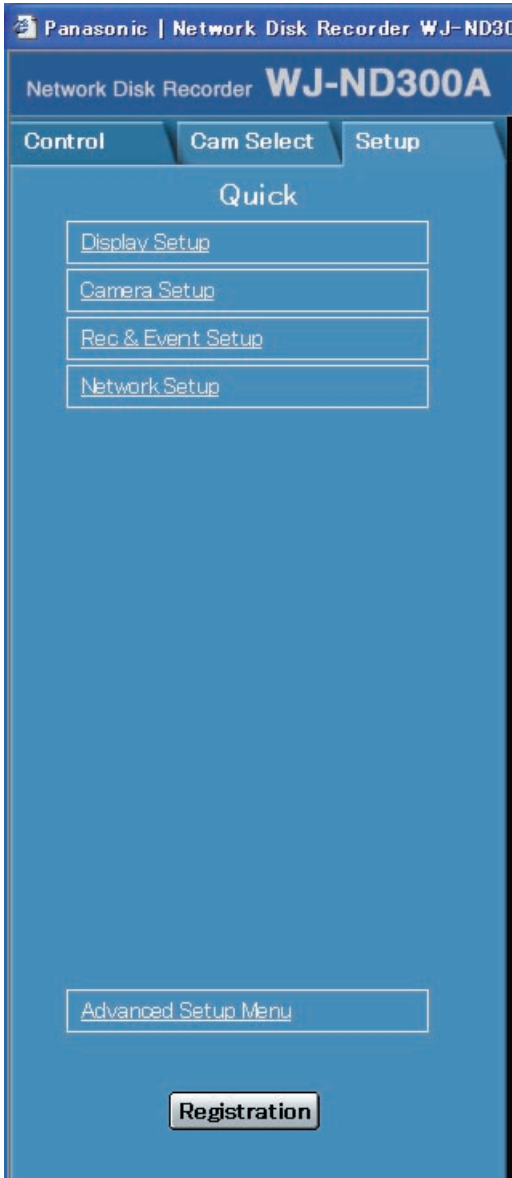 Panasonic | Network Disk Recorder WJ-ND30
Network Disk Recorder WJ-ND300A
Control Cam Select Setup
Quick
Display Setup
Camera Setup
Rec & Event Setup
Network Setup
Advanced Setup Menu
Registration